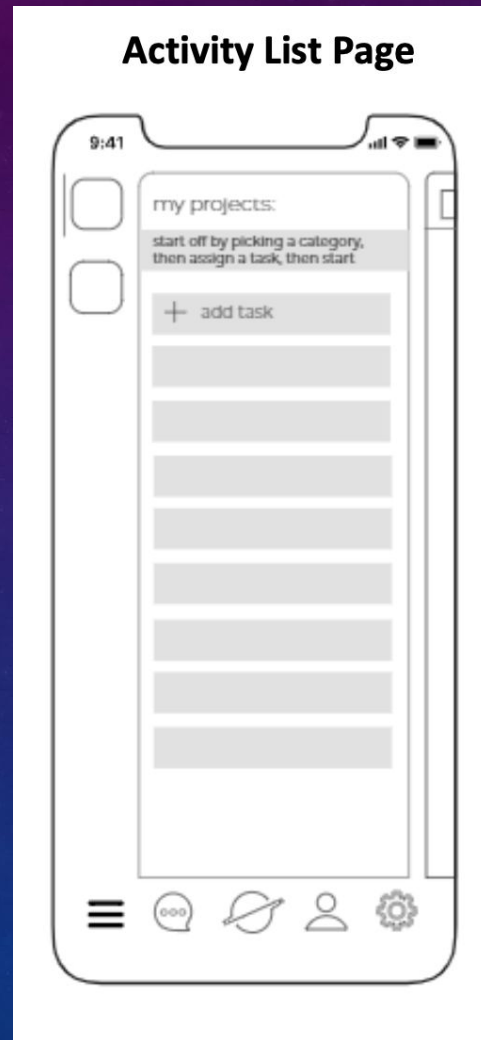 Activity List Page
9:41
my projects:
start off by picking a category,
then assign a task, then start
+ add task